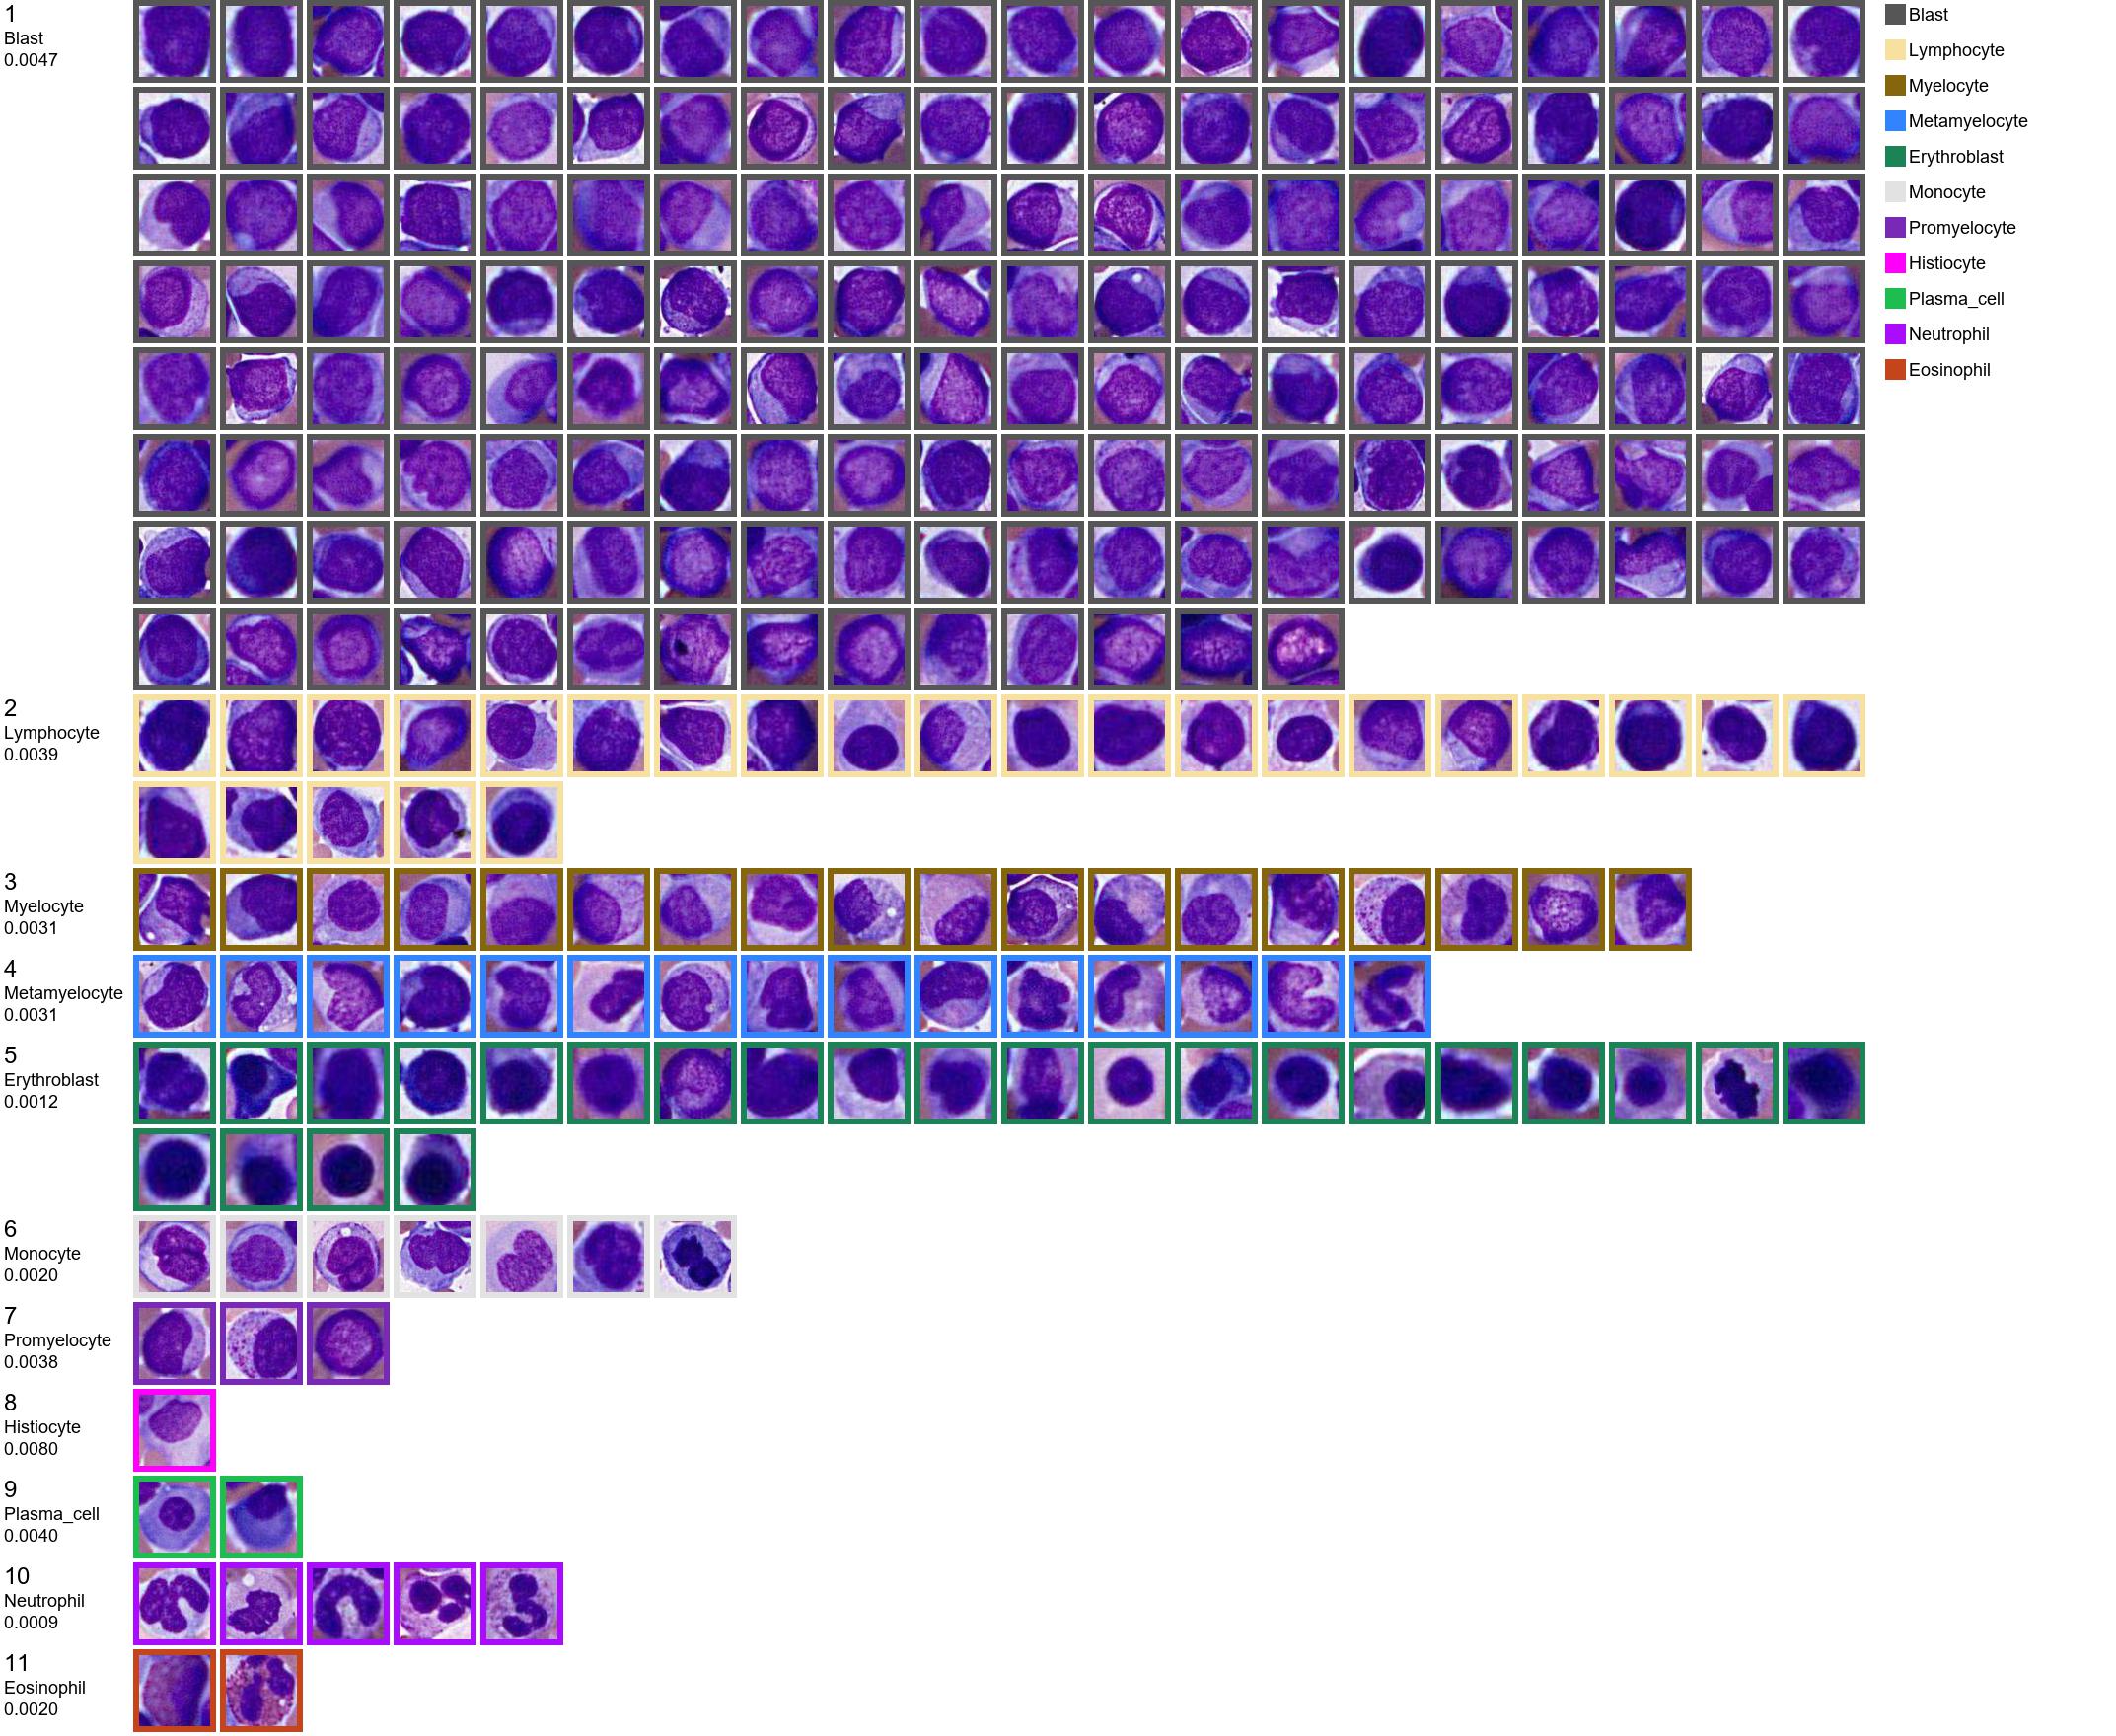 1
Blast
0.0047
2
Lymphocyte
0.0039
3
Myelocyte
0.0031
4
Metamyelocyte
0.0031
5
Erythroblast
0.0012
6
Monocyte
0.0020
7
Promyelocyte
0.0038
8
Histiocyte
0.0080
9
Plasma_cell
0.0040
10
Neutrophil
0.0009
11
Eosinophil
0.0020
Blast
Lymphocyte
Myelocyte
Metamyelocyte
Erythroblast
Monocyte
Promyelocyte
Histiocyte
Plasma_cell
Neutrophil
Eosinophil